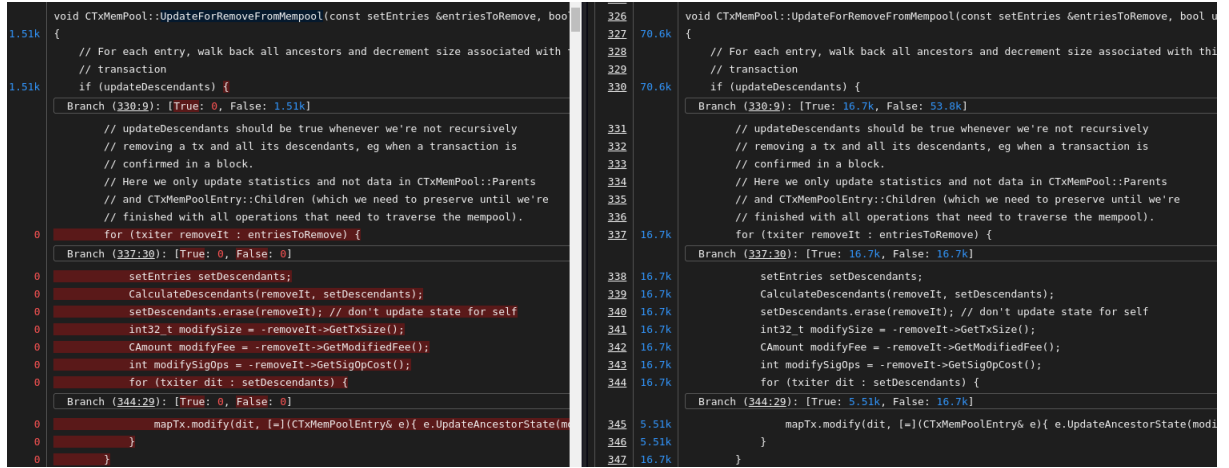 void CTxMemPool::UpdateForRemoveFromMempool(const setEntries &entriesToRemove, boo
1.51k {
// For each entry, walk back all ancestors and decrement size associated with
// transaction
1.51k if (updateDescendants) {
Branch (330:9): [True: 0, False: 1.51k]
// updateDescendants should be true whenever we're not recursively
// removing a tx and all its descendants, eg when a transaction is
// confirmed in a block.
// Here we only update statistics and not data in CTxMemPool::Parents
// and CTxMemPoolEntry::Children (which we need to preserve until we're
// finished with all operations that need to traverse the mempool).
0 for (txiter removeIt : entriesToRemove) {
Branch (337:30): [True: 0, False: 0]
0 setEntries setDescendants;
0 CalculateDescendants(removeIt, setDescendants);
0 setDescendants.erase(removeIt); // don't update state for self
0 int32_t modifySize = -removeIt->GetTxSize();
0 CAmount modifyFee = -removeIt->GetModifiedFee();
0 int modifySigOps = -removeIt->GetSigOpCost();
0 for (txiter dit : setDescendants) {
Branch (344:29): [True: 0, False: 0]
0 mapTx.modify(dit, [=](CTxMemPoolEntry& e){ e.UpdateAncestorState(mo
0 }
0 }
326 void CTxMemPool::UpdateForRemoveFromMempool(const setEntries &entriesToRemove, bool u
327 70.6k {
328 // For each entry, walk back all ancestors and decrement size associated with thi
329 // transaction
330 70.6k if (updateDescendants) {
Branch (330:9): [True: 16.7k, False: 53.8k]
331 // updateDescendants should be true whenever we're not recursively
332 // removing a tx and all its descendants, eg when a transaction is
333 // confirmed in a block.
334 // Here we only update statistics and not data in CTxMemPool::Parents
335 // and CTxMemPoolEntry::Children (which we need to preserve until we're
336 // finished with all operations that need to traverse the mempool).
337 16.7k for (txiter removeIt : entriesToRemove) {
Branch (337:30): [True: 16.7k, False: 16.7k]
338 16.7k setEntries setDescendants;
339 16.7k CalculateDescendants(removeIt, setDescendants);
340 16.7k setDescendants.erase(removeIt); // don't update state for self
341 16.7k int32_t modifySize = -removeIt->GetTxSize();
342 16.7k CAmount modifyFee = -removeIt->GetModifiedFee();
343 16.7k int modifySigOps = -removeIt->GetSigOpCost();
344 16.7k for (txiter dit : setDescendants) {
Branch (344:29): [True: 5.51k, False: 16.7k]
345 5.51k mapTx.modify(dit, [=](CTxMemPoolEntry& e){ e.UpdateAncestorState(modi
346 5.51k }
347 16.7k }